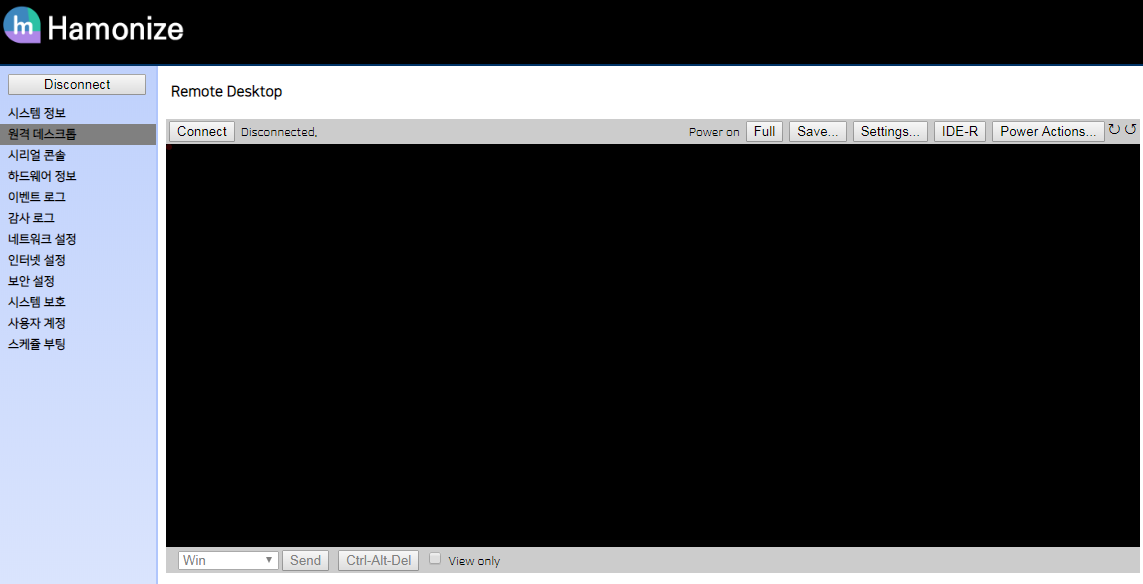 hn Hamonize
Disconnect
시스템 정보
원격 데스크톱
시리얼 콘솔
하드웨어 정보
이벤트 로그
감사 로그
네트워크 설정
인터넷 설정
보안 설정
시스템 보호
사용자 계정
스케쥴 부팅
Remote Desktop
Connect Disconnected, Power on Full Save... Settings... IDE-R Power Actions...
Win Send Ctrl-Alt-Del View only